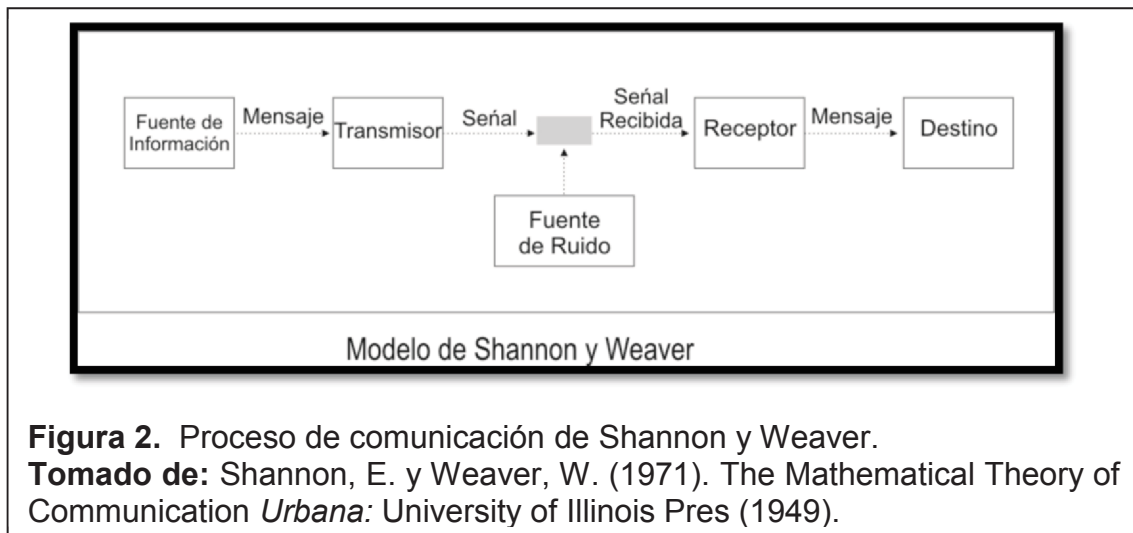 Fuente de
Información
Mensaje
Transmisor
Señal
Señal
Recibida
Receptor
Mensaje
Destino
Fuente
de Ruido
Modelo de Shannon y Weaver
Figura 2. Proceso de comunicación de Shannon y Weaver.
Tomado de: Shannon, E. y Weaver, W. (1971). The Mathematical Theory of
Communication Urbana: University of Illinois Pres (1949).